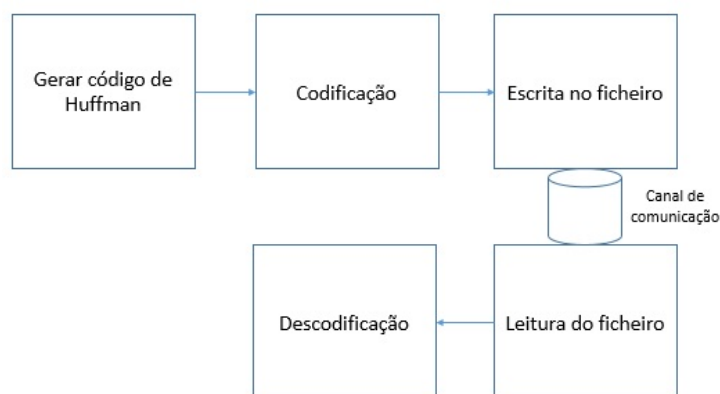 Gerar código de
Huffman
Codificação
Escrita no ficheiro
Canal de
comunicação
Descodificação
Leitura do ficheiro